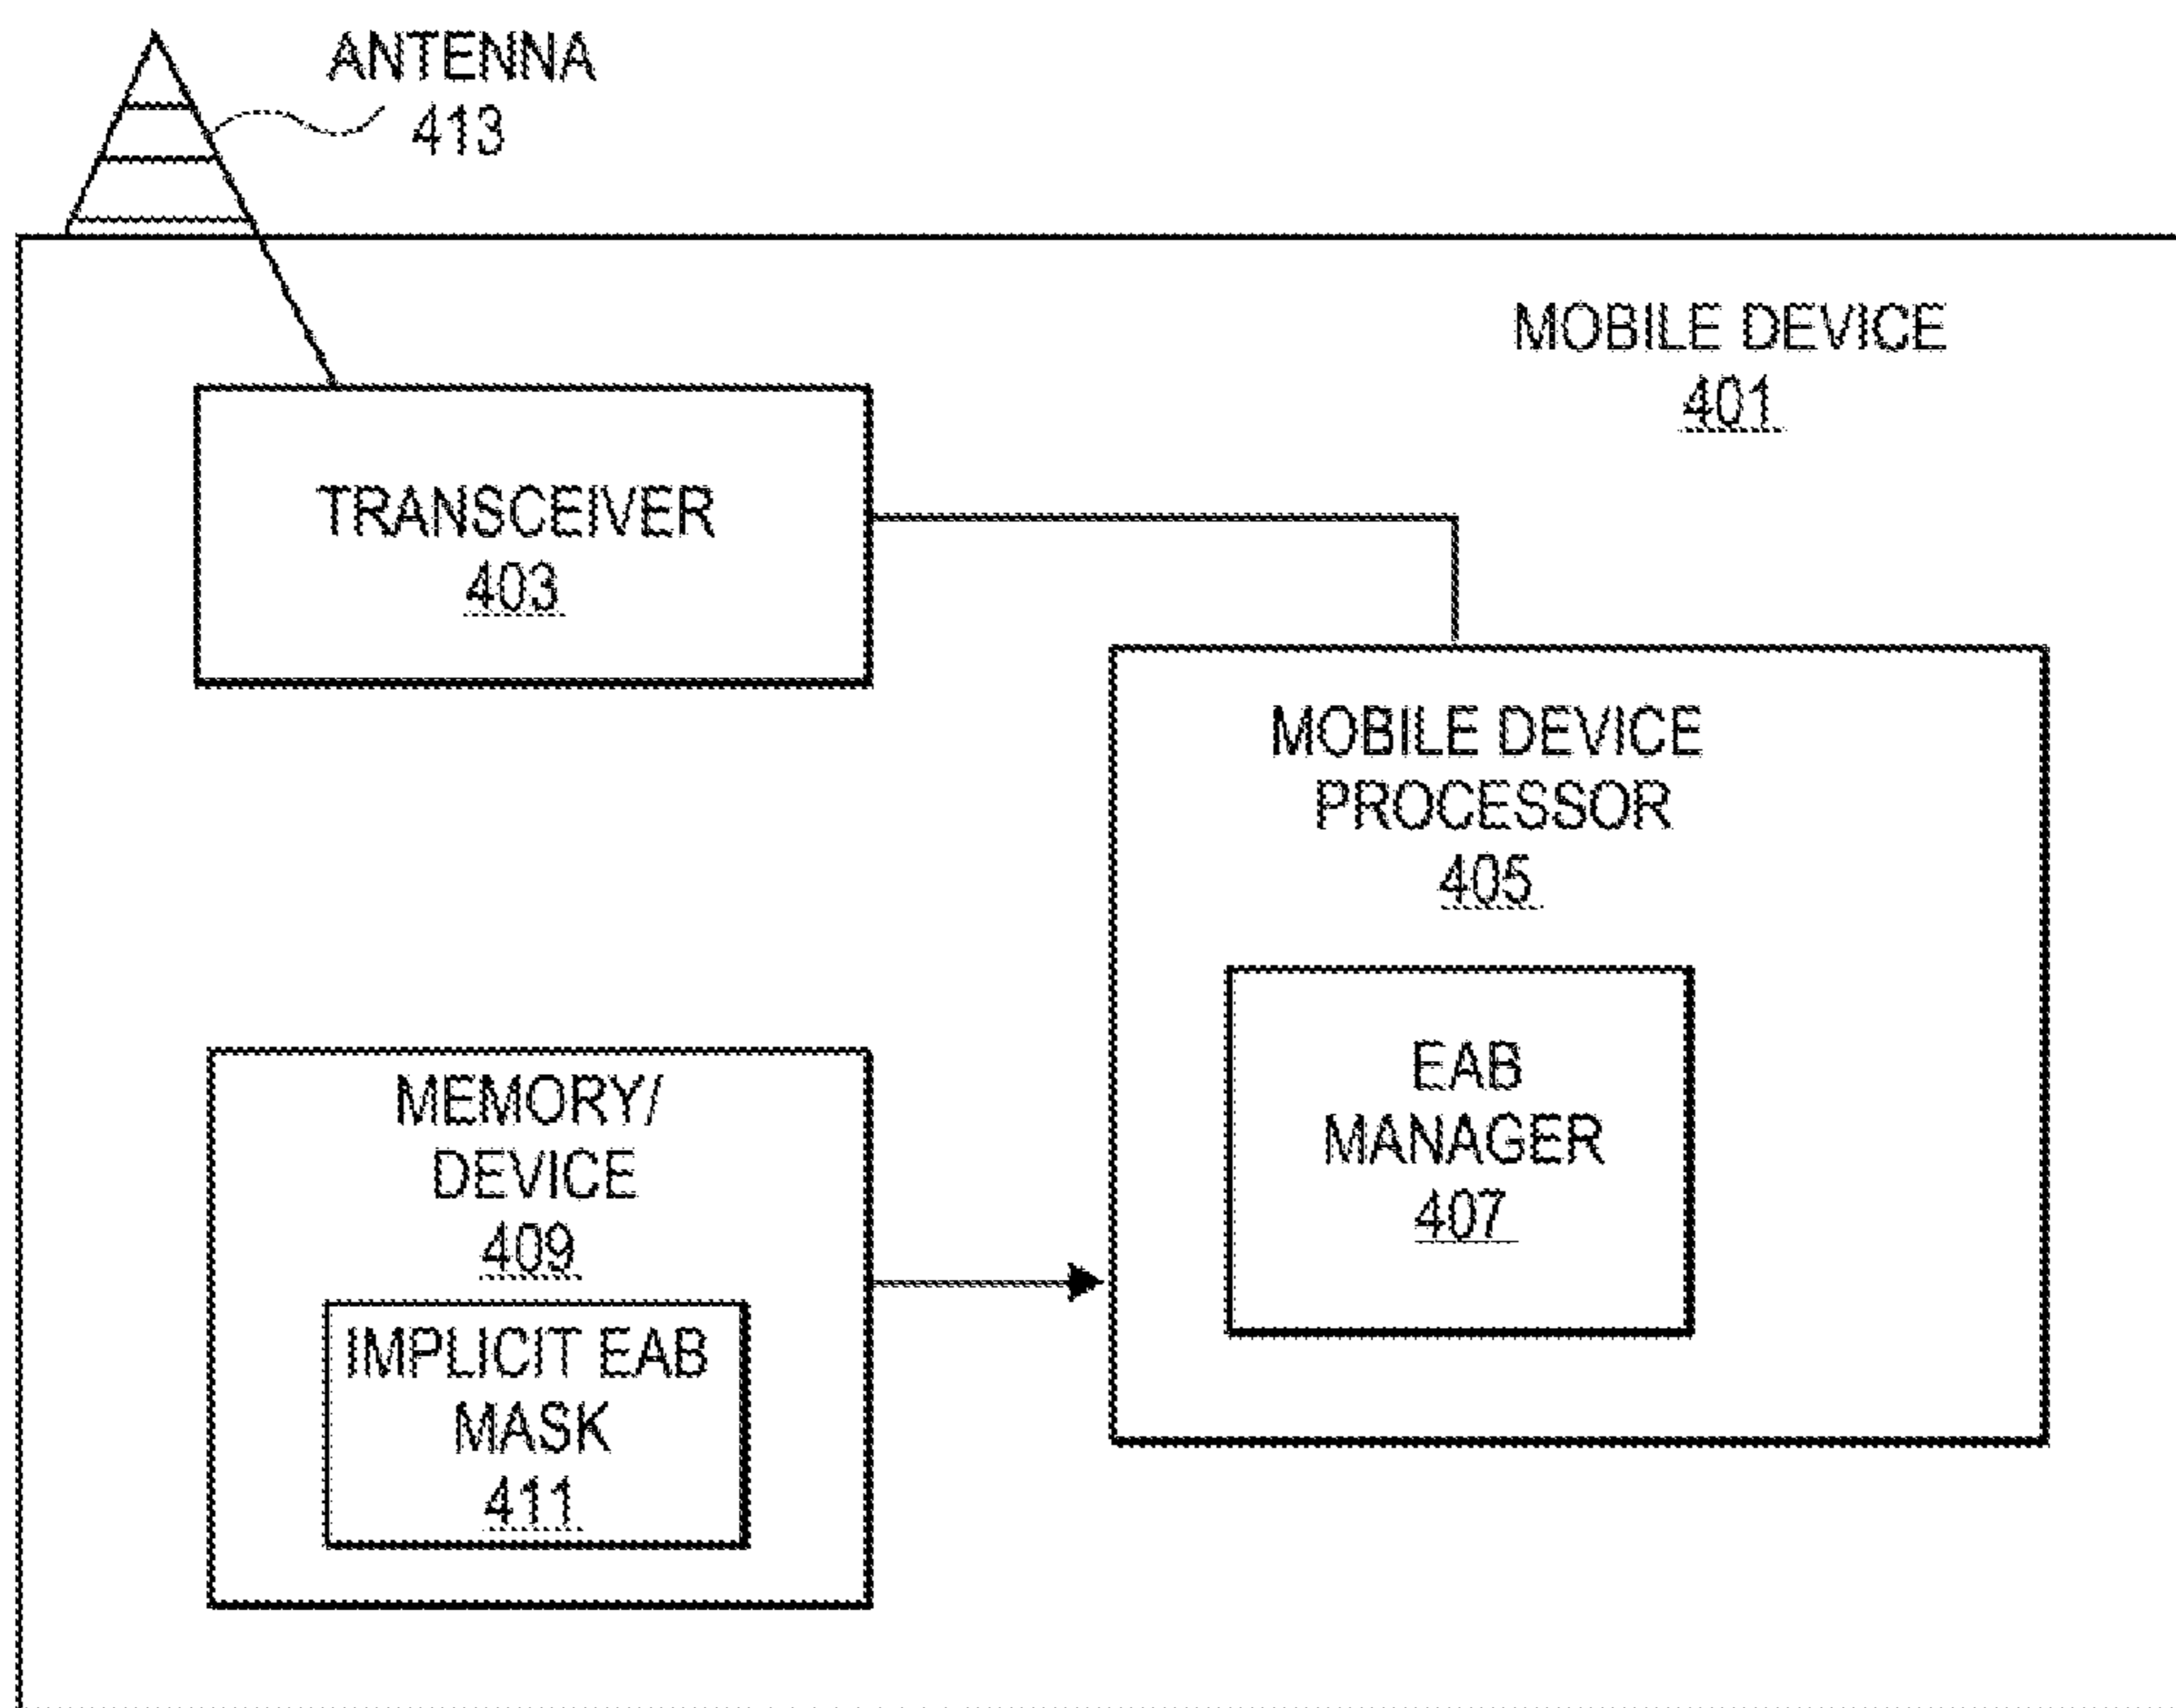 ANTENNA
413
MOBILE DEVICE
401
TRANSCEIVER
403
MOBILE DEVICE
PROCESSOR
405
EAB
MANAGER
407
MEMORY/
DEVICE
409
IMPLICIT EAB
MASK
411